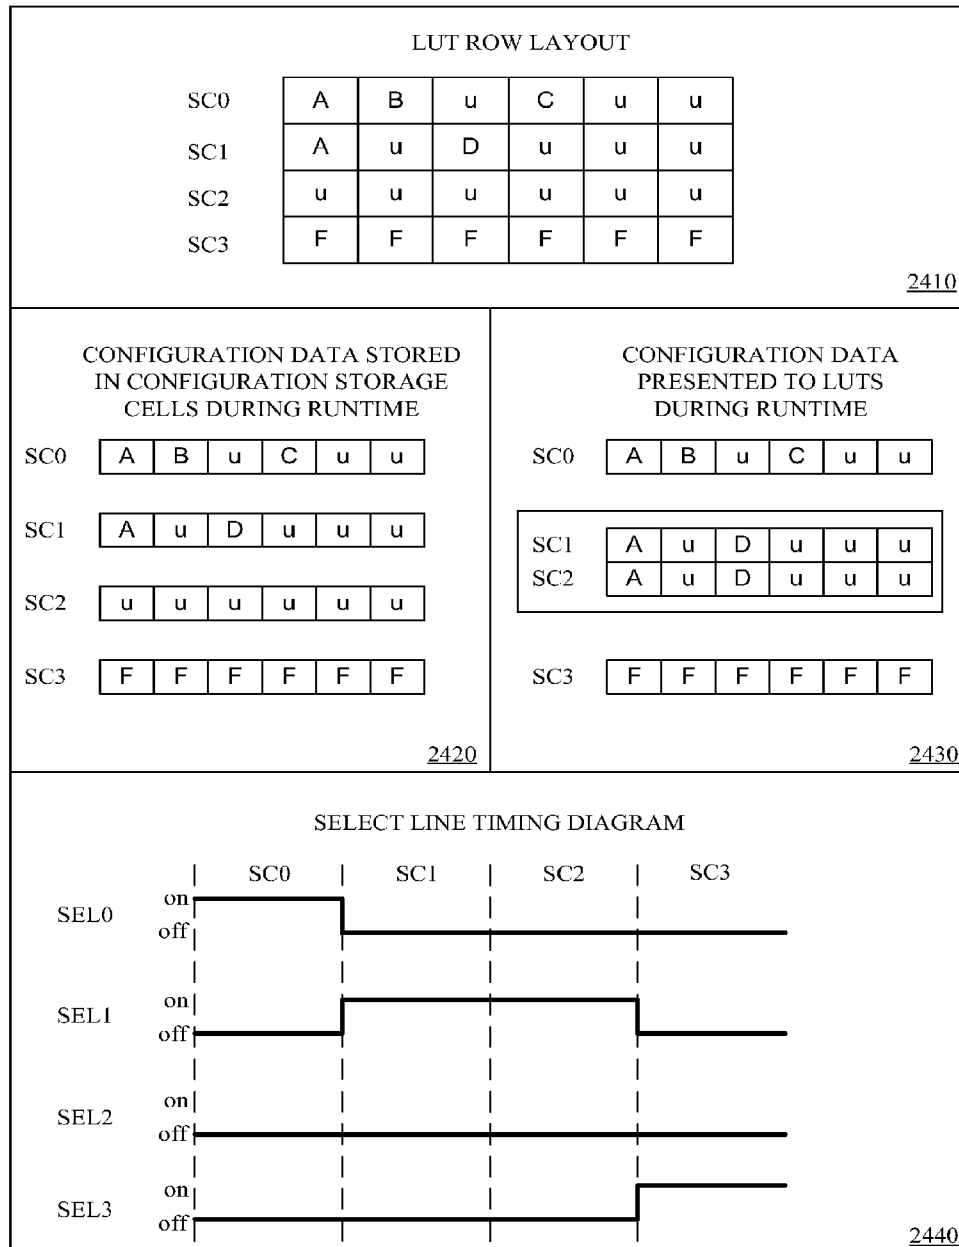 LUT ROW LAYOUT
SC0 A B u C u u
SC1 A u D u u u
SC2 u u u u u u
SC3 F F F F F F
2410
CONFIGURATION DATA STORED
IN CONFIGURATION STORAGE
CELLS DURING RUNTIME
SC0 A B u C u u
SC1 A u D u u u
SC2 u u u u u u
SC3 F F F F F F
2420
CONFIGURATION DATA
PRESENTED TO LUTS
DURING RUNTIME
SC0 A B u C u u
SC1 A u D u u u
SC2 A u D u u u
SC3 F F F F F F
2430
SELECT LINE TIMING DIAGRAM
SC0 SC1 SC2 SC3
SEL0 on
off
SEL1 on
off
SEL2 on
off
SEL3 on
off
2440